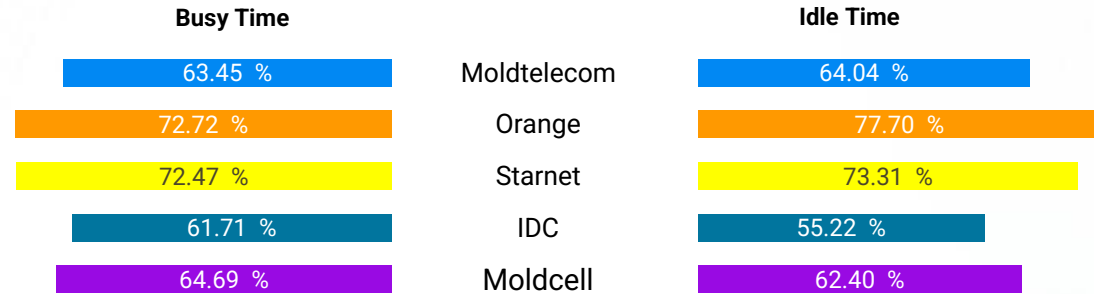 Busy Time Idle Time
63.45 % Moldtelecom 64.04 %
72.72 % Orange 77.70 %
72.47 % Starnet 73.31 %
61.71 % IDC 55.22 %
64.69 % Moldcell 62.40 %